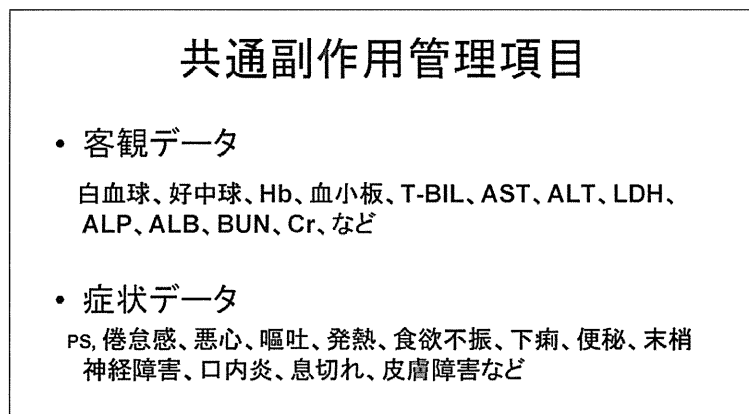 共通副作用管理項目
• 客観データ
白血球、好中球、Hb、血小板、T-BIL、AST、ALT、LDH、
ALP、ALB、BUN、Cr、など
• 症状データ
PS, 倦怠感、悪心、嘔吐、発熱、食欲不振、下痢、便秘、末梢
神経障害、口内炎、息切れ、皮膚障害など